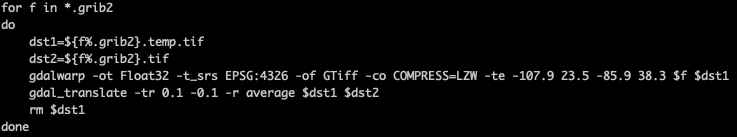 for f in *.grib2
do
    dst1=${f%.grib2}.temp.tif
    dst2=${f%.grib2}.tif
    gdalwarp -ot Float32 -t_srs EPSG:4326 -of GTiff -co COMPRESS=LZW -te -107.9 23.5 -85.9 38.3 $f $dst1
    gdal_translate -tr 0.1 -0.1 -r average $dst1 $dst2
    rm $dst1
done